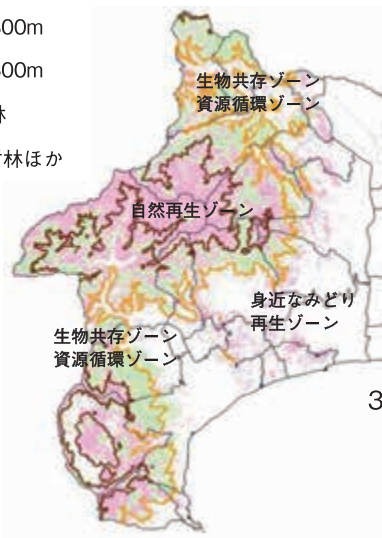 00m
00m
林
林ほか
生物共存ゾーン
資源循環ゾーン
自然再生ゾーン
身近なみどり
再生ゾーン
生物共存ゾーン
資源循環ゾーン
3